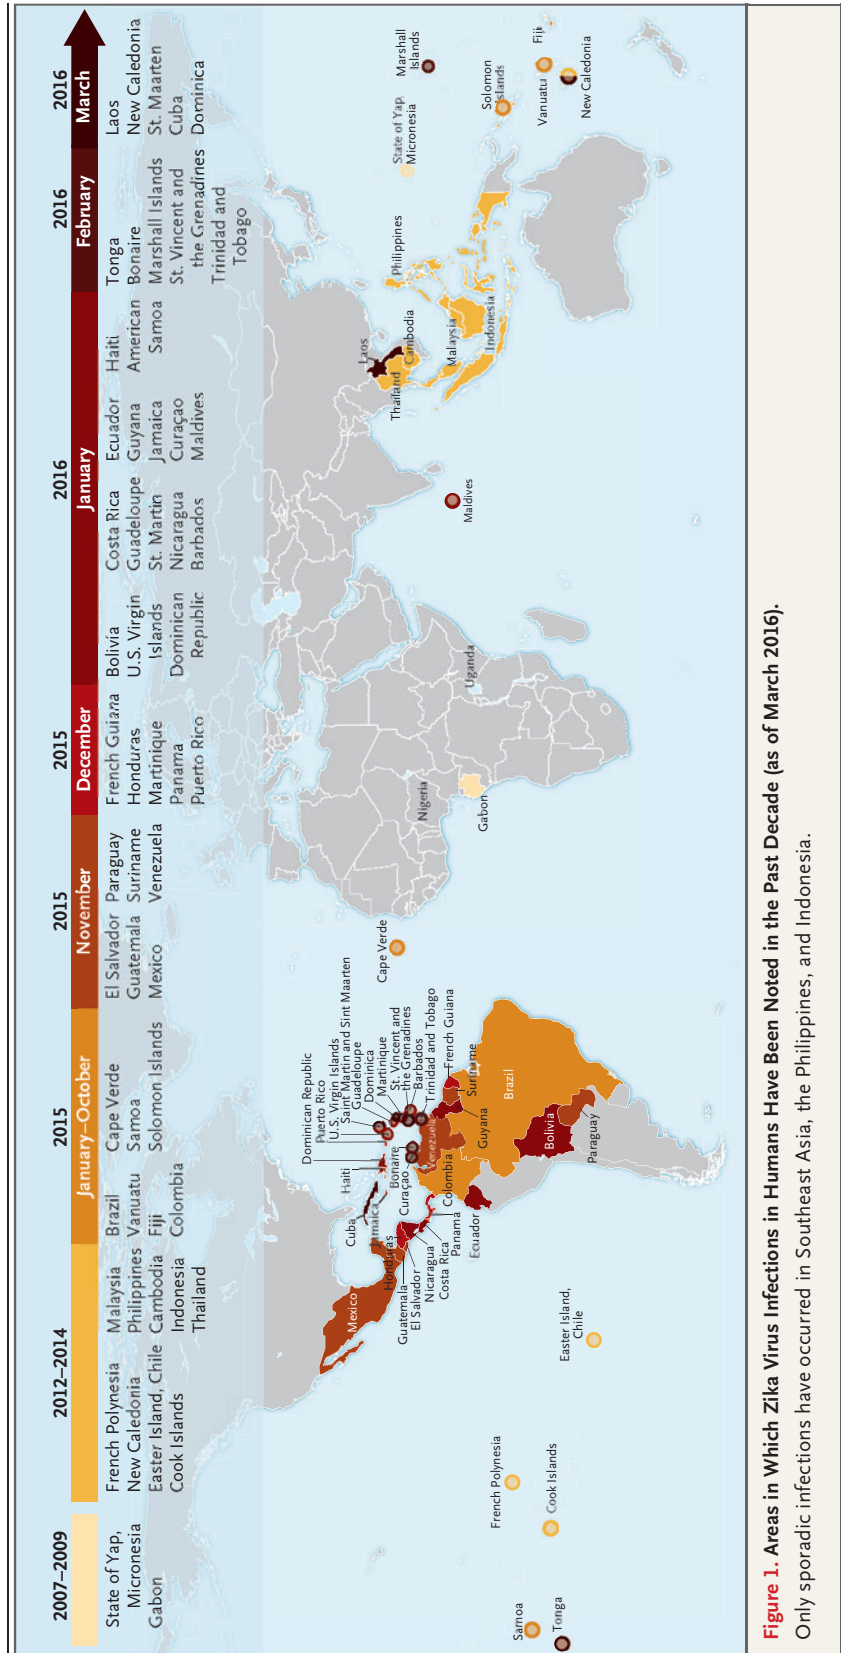 2007–2009
2012–2014
2015
2015
2015
2016
2016
2016
January–October
November
December
January
February
March
State of Yap,
Micronesia
Gabon
French Polynesia
New Caledonia
Easter Island, Chile
Cook Islands
Malaysia
Philippines
Cambodia
Indonesia
Thailand
Brazil
Vanuatu
Fiji
Colombia
Cape Verde
Samoa
Solomon Islands
El Salvador
Guatemala
Mexico
Paraguay
Suriname
Venezuela
French Guiana
Honduras
Martinique
Panama
Puerto Rico
Bolivia
U.S. Virgin
Islands
Dominican
Republic
Costa Rica
Guadeloupe
St. Martin
Nicaragua
Barbados
Ecuador
Guyana
Jamaica
Curaçao
Maldives
Haiti
American
Samoa
Tonga
Bonaire
Marshall Islands
St. Vincent and
the Grenadines
Trinidad and
Tobago
Laos
New Caledonia
St. Maarten
Cuba
Dominica
Samoa
Tonga
French Polynesia
Cook Islands
Easter Island,
Chile
Mexico
Guatemala
El Salvador
Honduras
Nicaragua
Costa Rica
Panama
Ecuador
Cuba
Jamaica
Haiti
Dominican Republic
Puerto Rico
U.S. Virgin Islands
Saint Martin and Sint Maarten
Guadeloupe
Dominica
Martinique
St. Vincent and
the Grenadines
Barbados
Trinidad and Tobago
French Guiana
Suriname
Bonaire
Curaçao
Venezuela
Colombia
Guyana
Brazil
Bolivia
Paraguay
Cape Verde
Nigeria
Gabon
Uganda
Maldives
Laos
Thailand
Cambodia
Malaysia
Indonesia
Philippines
State of Yap,
Micronesia
Marshall
Islands
Solomon
Islands
Vanuatu
Fiji
New Caledonia
Figure 1. Areas in Which Zika Virus Infections in Humans Have Been Noted in the Past Decade (as of March 2016).
Only sporadic infections have occurred in Southeast Asia, the Philippines, and Indonesia.